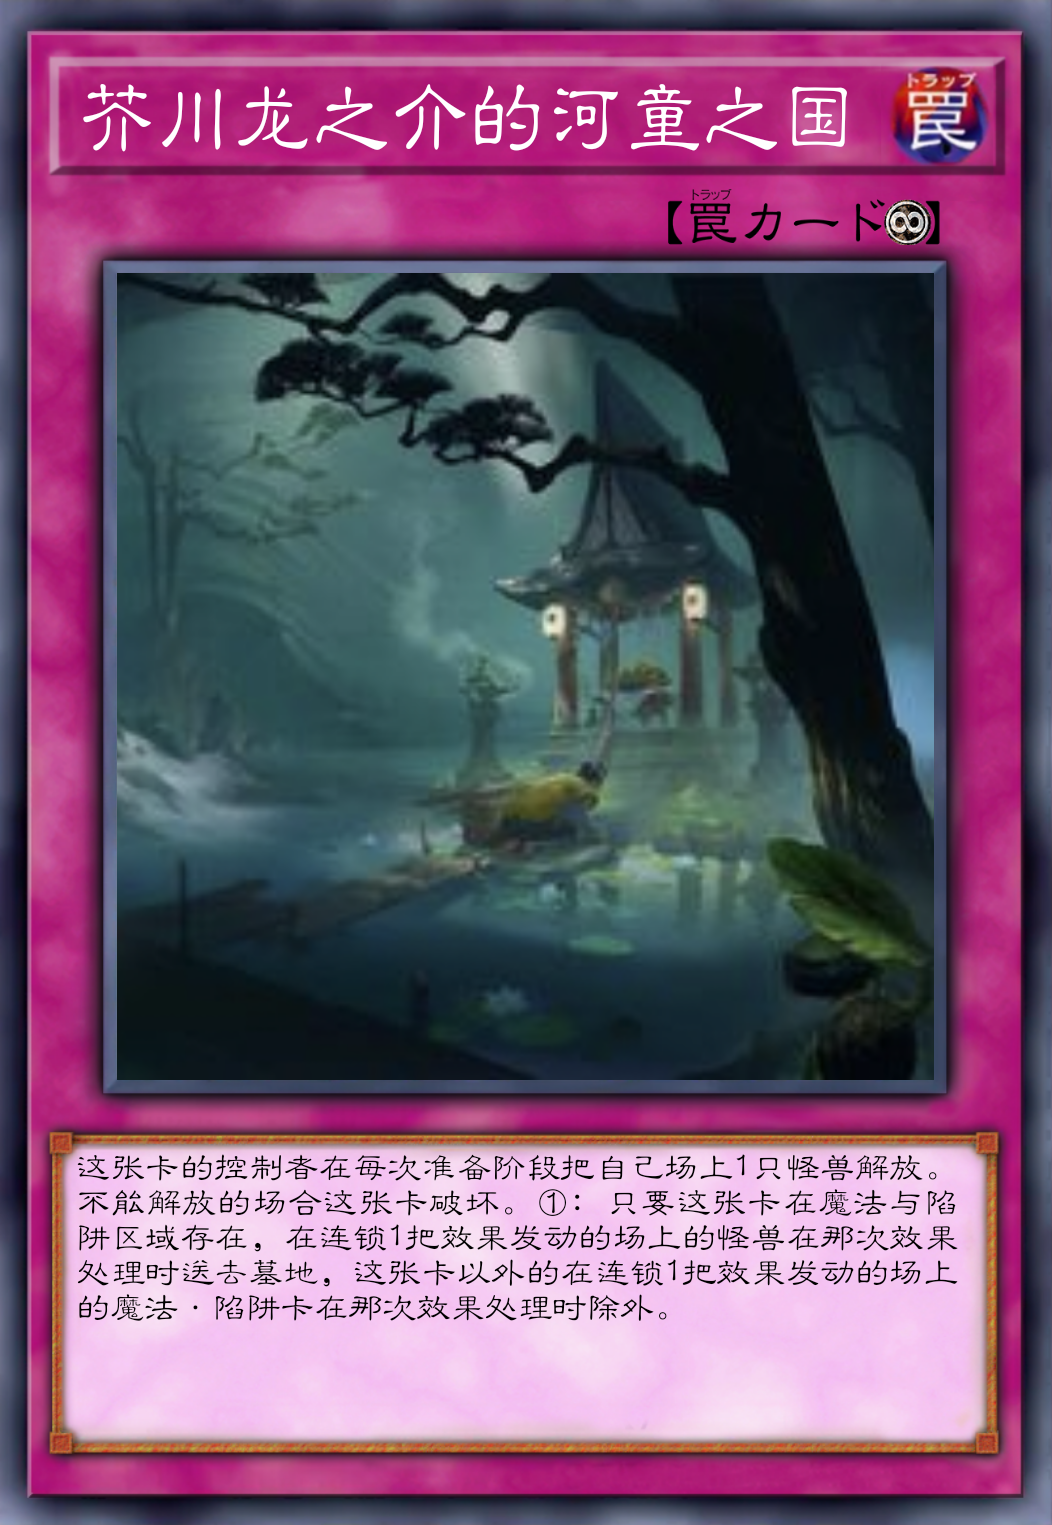 芥川龙之介的河童之国
トラップ
罠
トラップ
【罠カード】
这张卡的控制者在每次准备阶段把自己场上1只怪兽解放。
不能解放的场合这张卡破坏。①：只要这张卡在魔法与陷
阱区域存在，在连锁1把效果发动的场上的怪兽在那次效果
处理时送去墓地，这张卡以外的在连锁1把效果发动的场上
的魔法·陷阱卡在那次效果处理时除外。